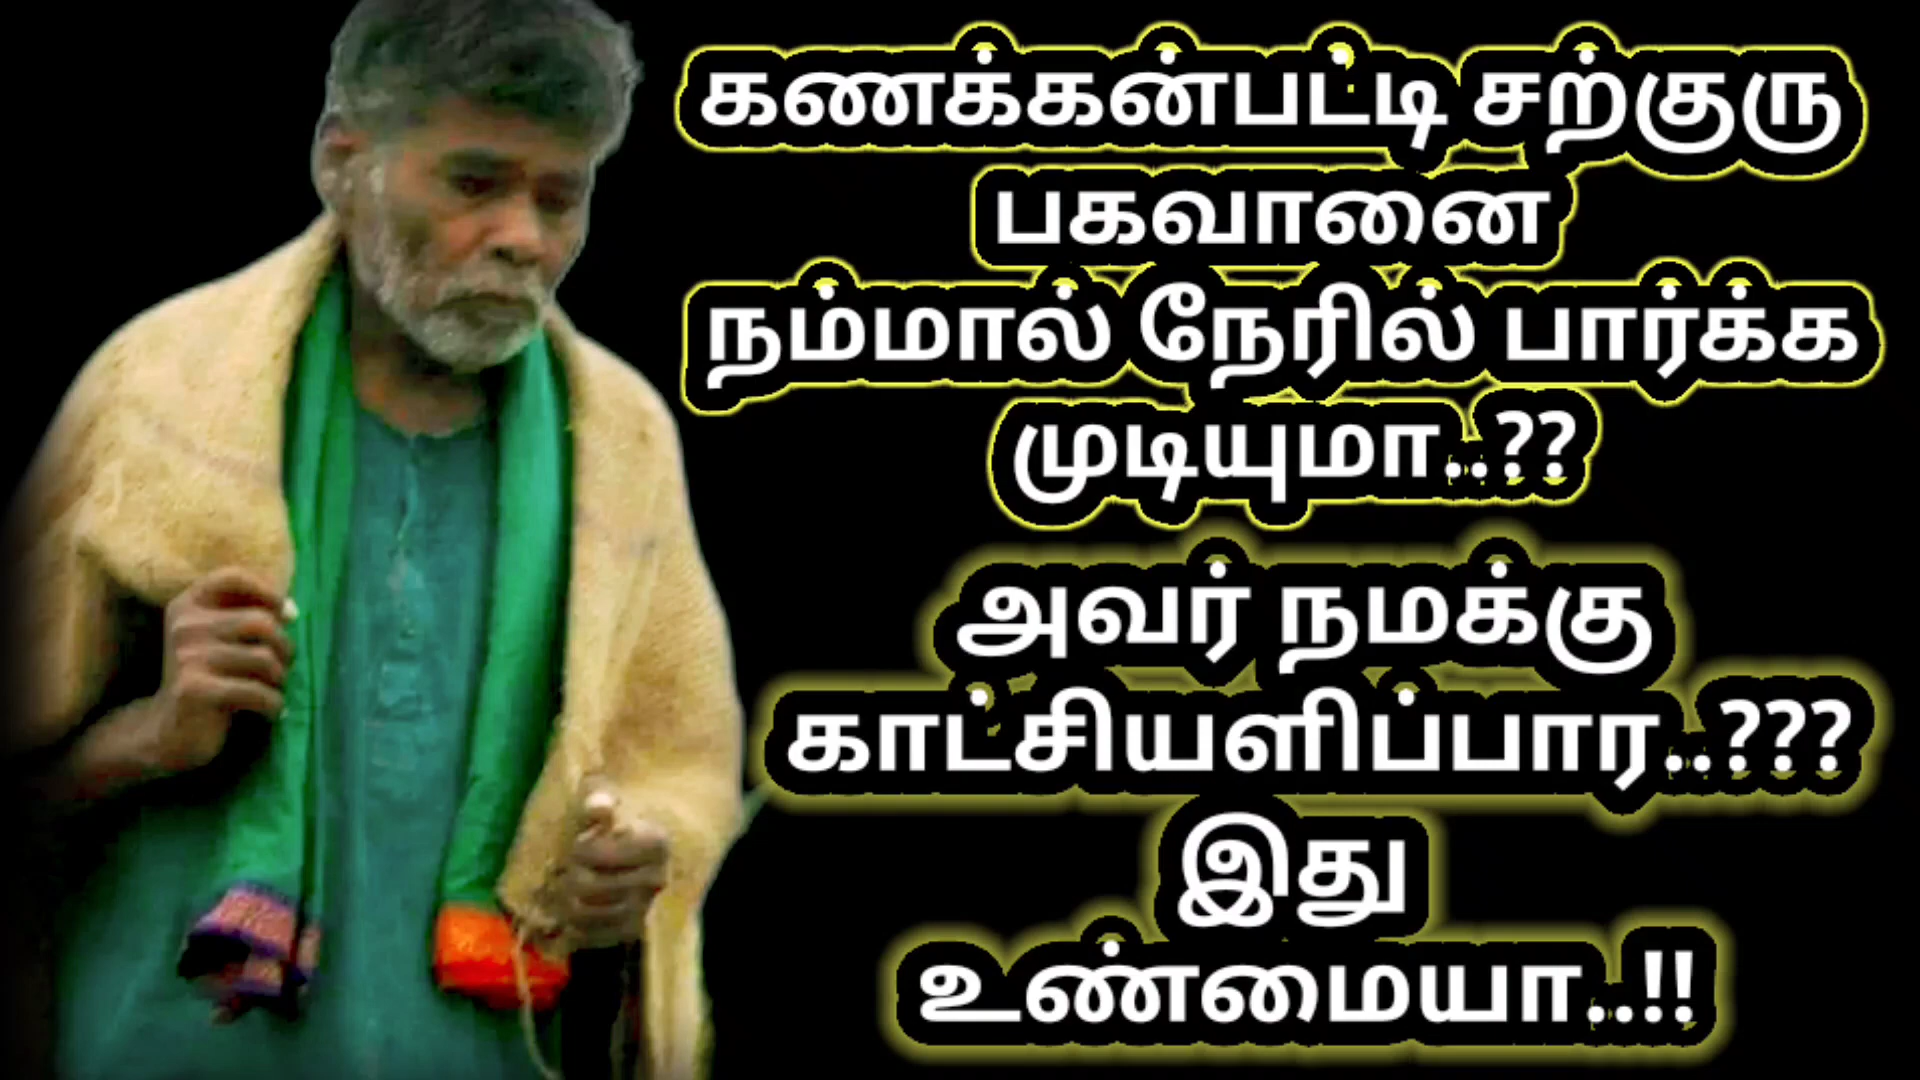 கணக்கன்பட்டி சற்குரு
பகவானை
நம்மால் நேரில் பார்க்க
முடியுமா..??
அவர் நமக்கு
காட்சியளிப்பார..???
இது
உண்மையா..!!